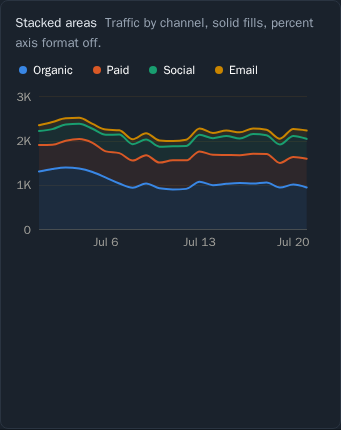 Stacked areas Traffic by channel, solid fills, percent
axis format off.
Organic Paid Social Email
3K
2K
1K
0
Jul 6 Jul 13 Jul 20